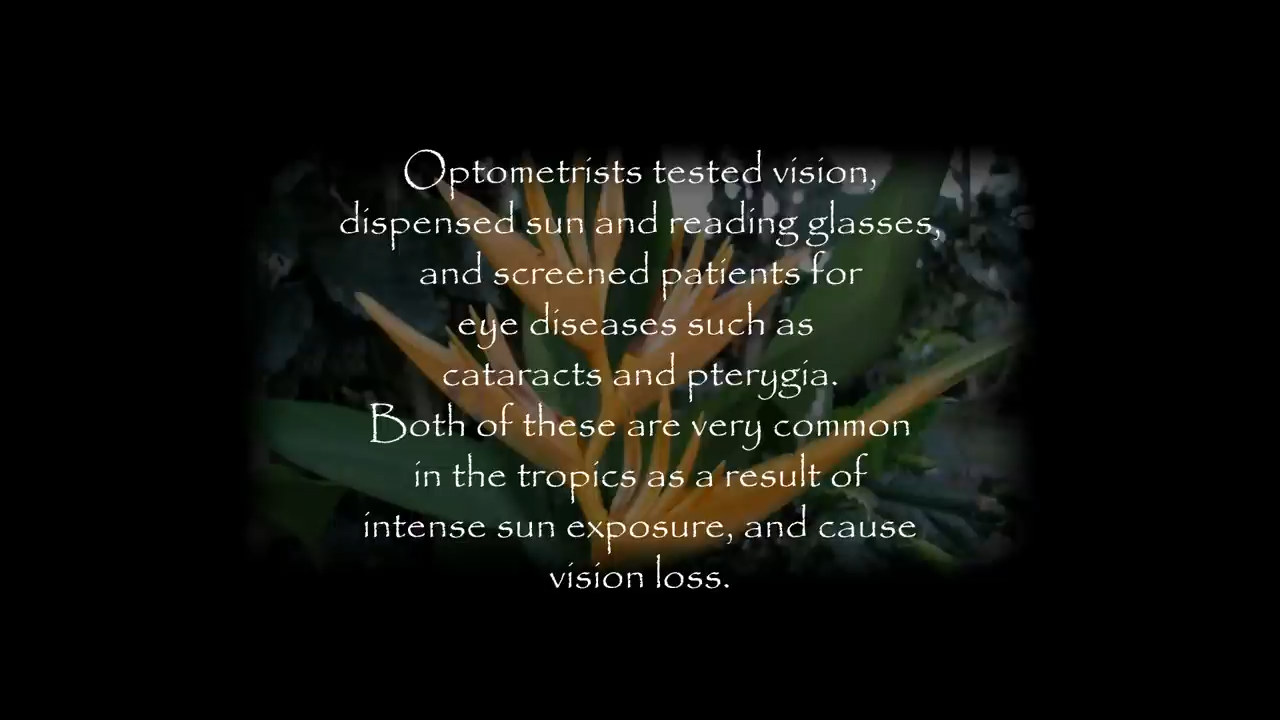 Optometrists tested vision,
dispensed sun and reading glasses,
and screened patients for
eye diseases such as
cataracts and pterygia.
Both of these are very common
in the tropics as a result of
intense sun exposure, and cause
vision loss.